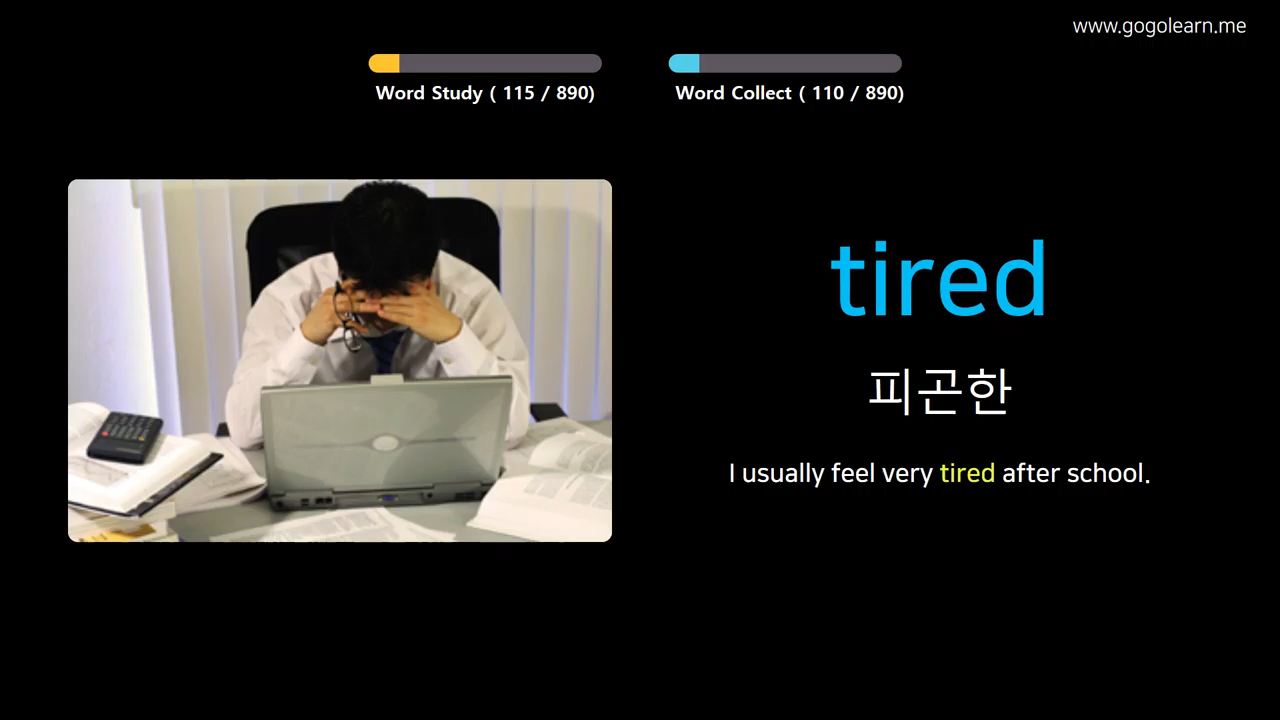 www.gogolearn.me
Word Study ( 115 / 890)
Word Collect ( 110 / 890)
tired
피곤한
I usually feel very tired after school.